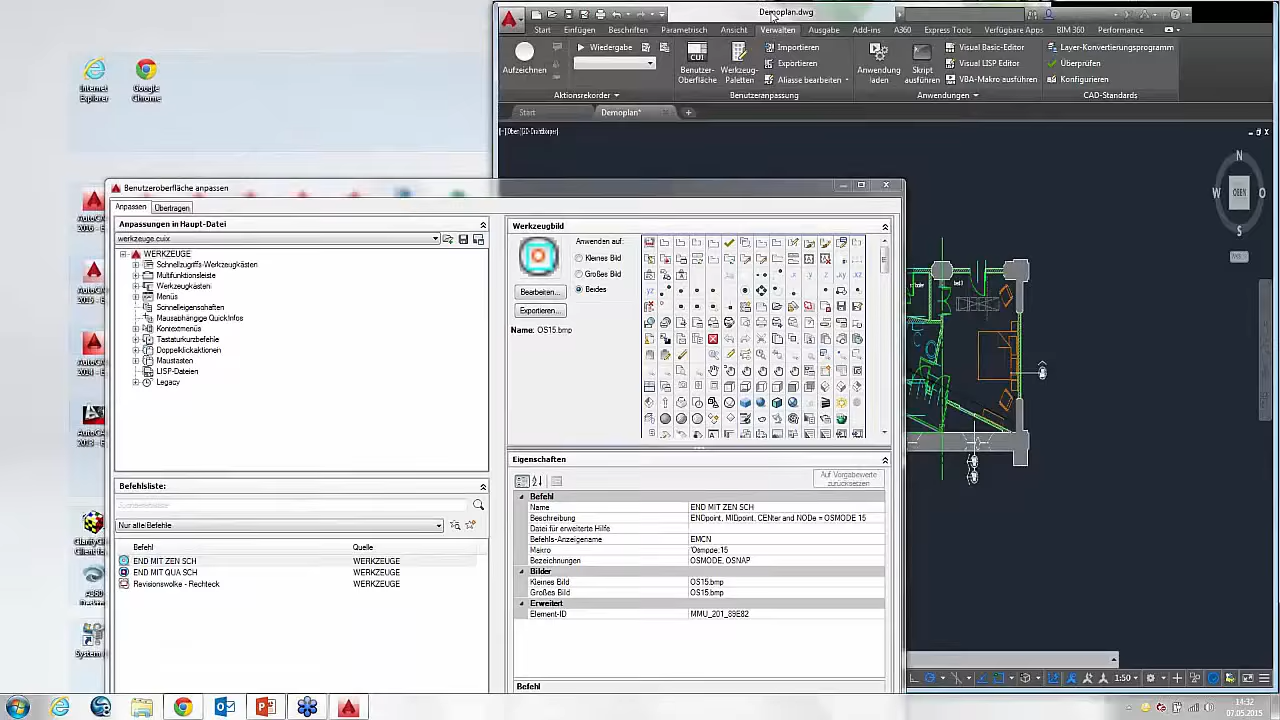 Demoplan.dwg
Start Einfügen Beschriften Parametrisch Ansicht Verwalten Ausgabe Add-ins A360 Express Tools Verfügbare Apps BIM 360 Performance
Aufzeichnen
Wiedergabe
Aktionsrekorder
Benutzer-
Oberfläche
Werkzeug-
Paletten
Importieren
Exportieren
Aliasse bearbeiten
Benutzeranpassung
Anwendung
laden
Skript
ausführen
Visual Basic-Editor
Visual LISP Editor
VBA-Makro ausführen
Anwendungen
Layer-Konvertierungsprogramm
Überprüfen
Konfigurieren
CAD-Standards
Start Demoplan*
Internet
Explorer
Google
Chrome
N
W OBEN O
S
Benutzeroberfläche anpassen
Anpassen Übertragen
Anpassungen in Haupt-Datei
werkzeuge.cuix
WERKZEUGE
Schnellzugriffs-Werkzeugkästen
Multifunktionsleiste
Werkzeugkästen
Menüs
Schnelleigenschaften
Mausabhängige QuickInfos
Kontextmenüs
Tastaturkurzbefehle
Doppelklickaktionen
Maustasten
LISP-Dateien
Legacy
Werkzeugbild
Anwenden auf:
Kleines Bild
Großes Bild
Beides
Bearbeiten...
Exportieren...
Name: OS15.bmp
Befehlsliste:
Nur alle Befehle
Befehl Quelle
END MIT ZEN SCH WERKZEUGE
END MIT QUA SCH WERKZEUGE
Revisionswolke - Rechteck WERKZEUGE
Eigenschaften
Auf Vorgabewerte
zurücksetzen
Befehl
Name END MIT ZEN SCH
Beschreibung ENDpoint, MIDpoint, CENter and NODe = OSMODE 15
Datei für erweiterte Hilfe
Befehls-Anzeigename EMCN
Makro 'Osmode;15
Bezeichnungen OSMODE, OSNAP
Bilder
Kleines Bild OS15.bmp
Großes Bild OS15.bmp
Erweitert
Element-ID MMU_201_89E82
Befehl
1:50
14:32
07.05.2015